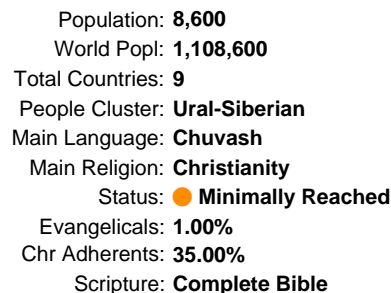 Population: 8,600
World Popl: 1,108,600
Total Countries: 9
People Cluster: Ural-Siberian
Main Language: Chuvash
Main Religion: Christianity
Status: Minimally Reached
Evangelicals: 1.00%
Chr Adherents: 35.00%
Scripture: Complete Bible